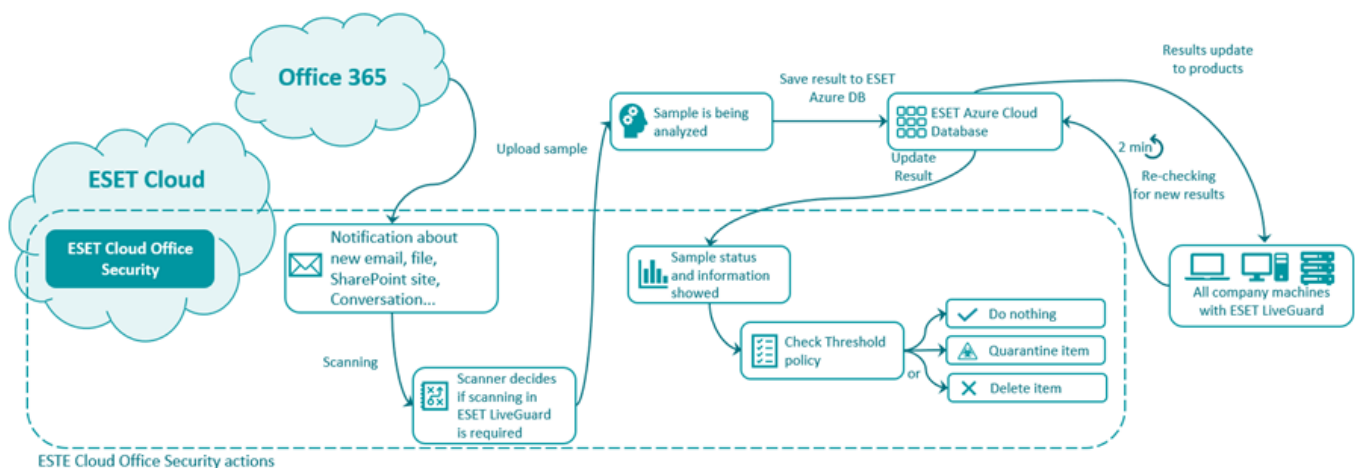 Office 365
ESET Cloud
ESET Cloud Office
Security
Notification about
new email, file,
SharePoint site,
Conversation...
Scanning
Scanner decides
if scanning in
ESET LiveGuard
is required
Upload sample
Sample is being
analyzed
Save result to ESET
Azure DB
ESET Azure Cloud
Database
Update
Result
Results update
to products
2 min
Re-checking
for new results
All company machines
with ESET LiveGuard
Sample status
and information
showed
Check Threshold
policy
or
Do nothing
Quarantine item
Delete item
ESTE Cloud Office Security actions